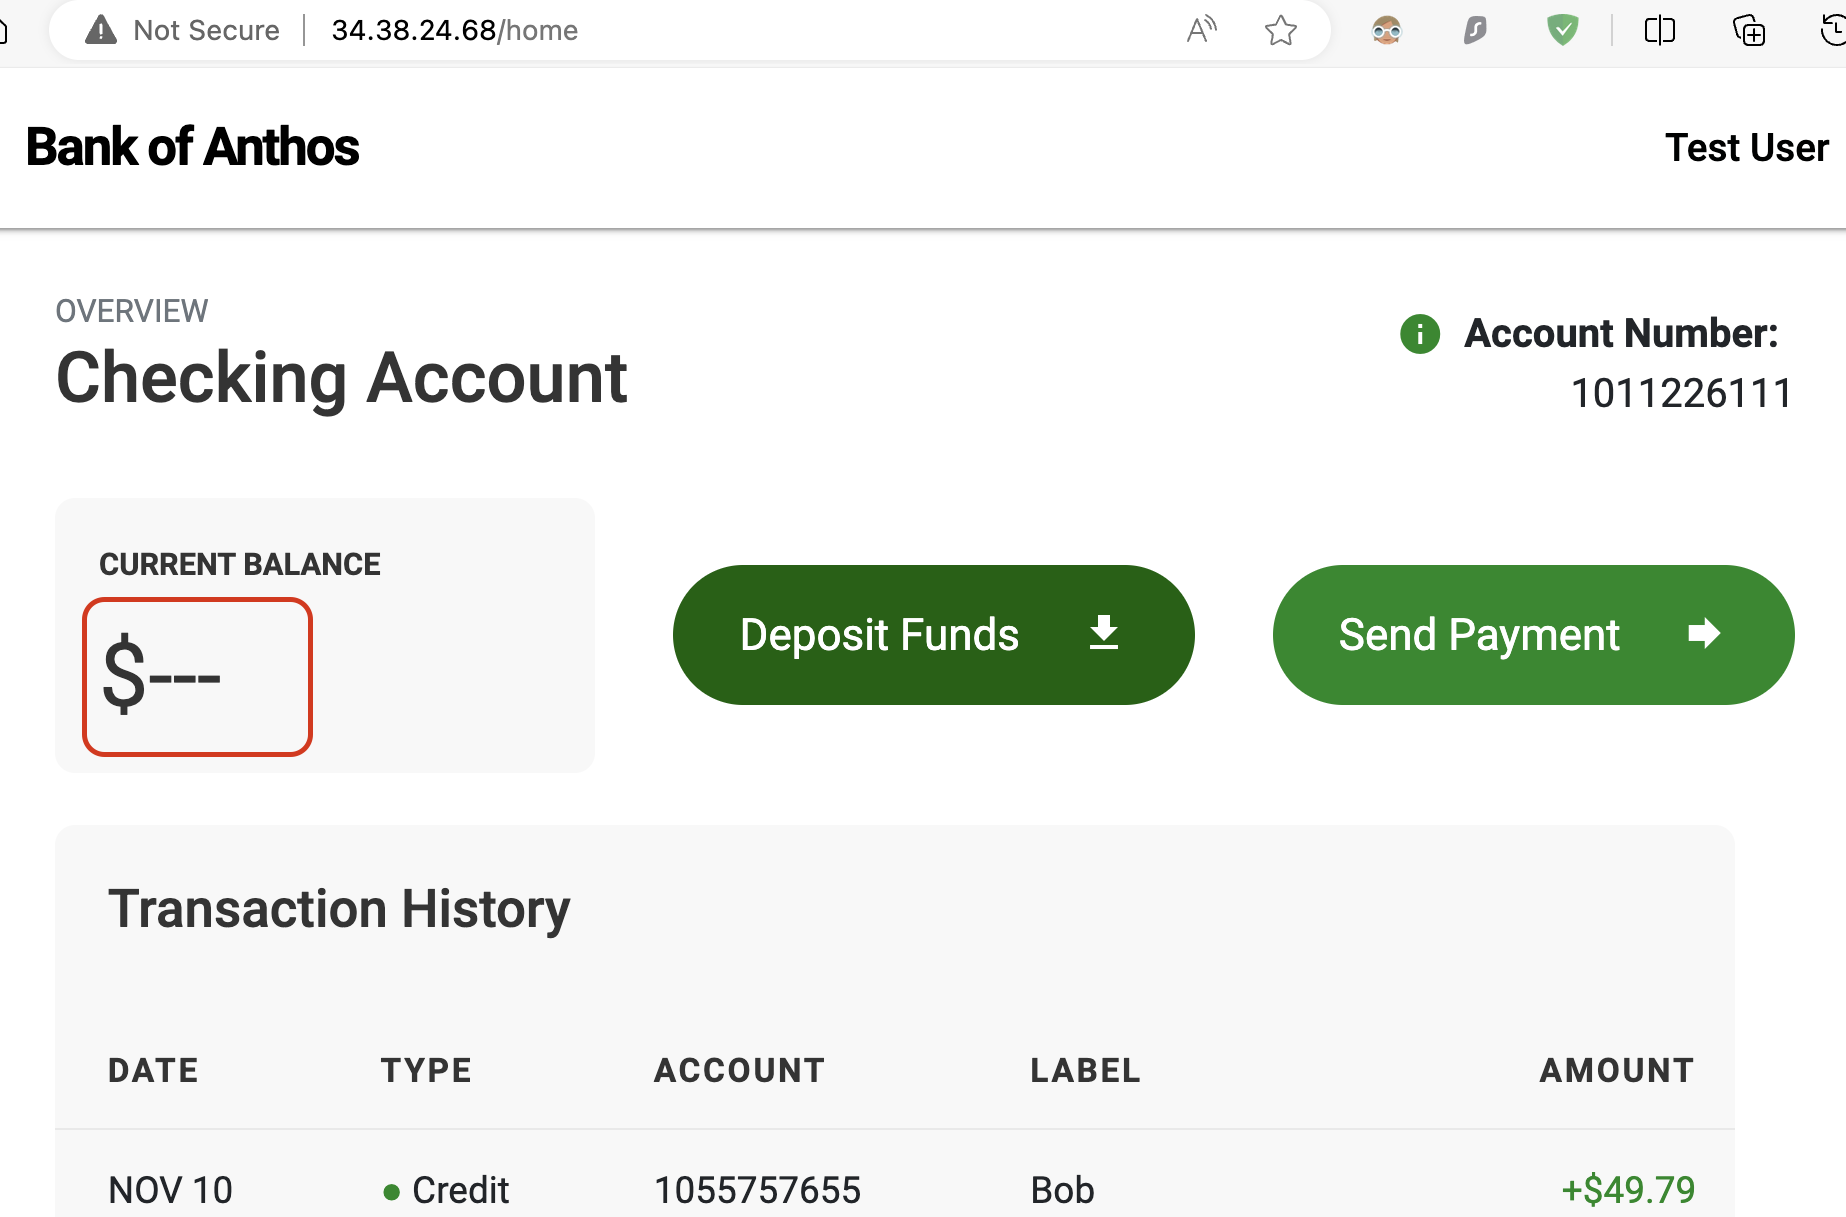 Not Secure 34.38.24.68/home
Bank of Anthos Test User
OVERVIEW
Checking Account
Account Number:
1011226111
CURRENT BALANCE
$---
Deposit Funds
Send Payment
Transaction History
DATE TYPE ACCOUNT LABEL AMOUNT
NOV 10 Credit 1055757655 Bob +$49.79